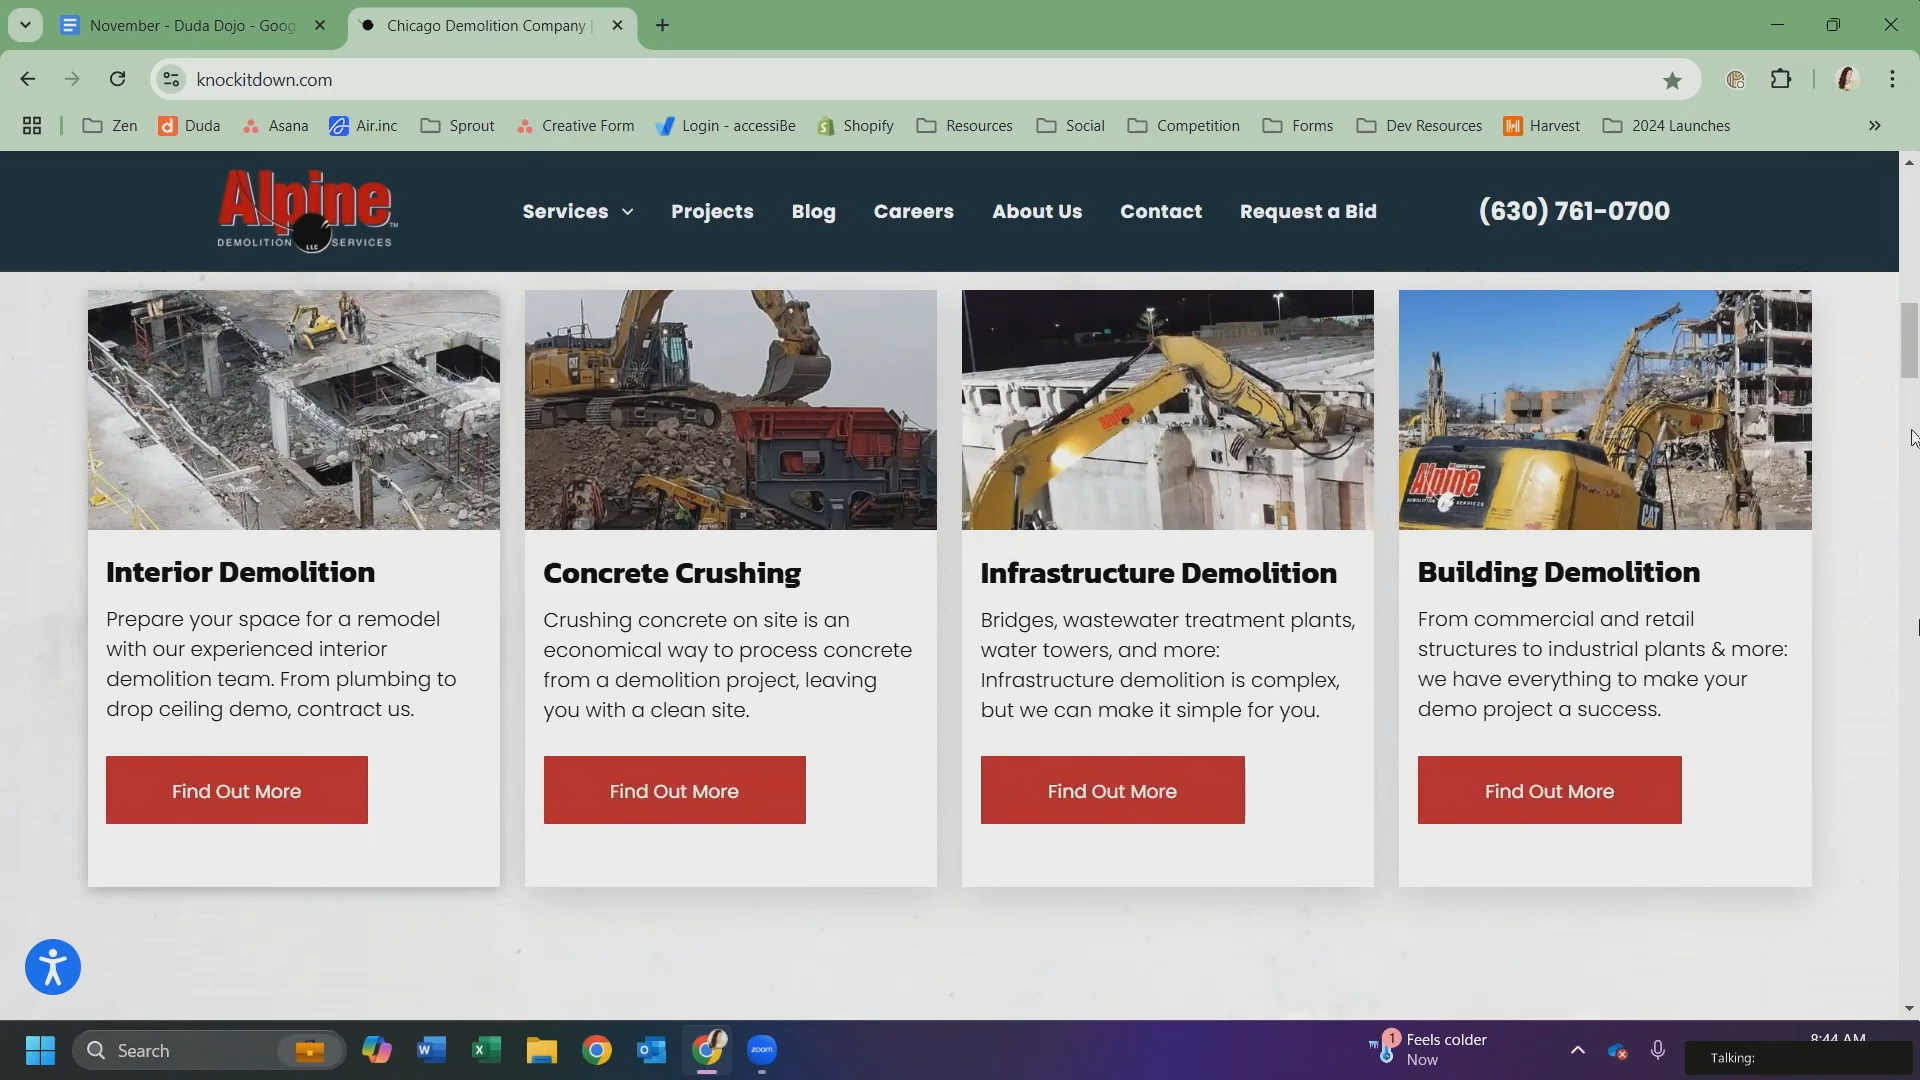 November - Duda Dojo - Goog
Chicago Demolition Company |
knockitdown.com
Zen
Duda
Asana
Air.inc
Sprout
Creative Form
Login - accessiBe
Shopify
Resources
Social
Competition
Forms
Dev Resources
Harvest
2024 Launches
Alpine
DEMOLITION LLC SERVICES
Services
Projects
Blog
Careers
About Us
Contact
Request a Bid
(630) 761-0700
Alpine
Alpine
CAT
Interior Demolition
Prepare your space for a remodel
with our experienced interior
demolition team. From plumbing to
drop ceiling demo, contract us.
Find Out More
Concrete Crushing
Crushing concrete on site is an
economical way to process concrete
from a demolition project, leaving
you with a clean site.
Find Out More
Infrastructure Demolition
Bridges, wastewater treatment plants,
water towers, and more:
Infrastructure demolition is complex,
but we can make it simple for you.
Find Out More
Building Demolition
From commercial and retail
structures to industrial plants & more:
we have everything to make your
demo project a success.
Find Out More
Search
zoom
1
Feels colder
Now
8:44 AM
Talking: